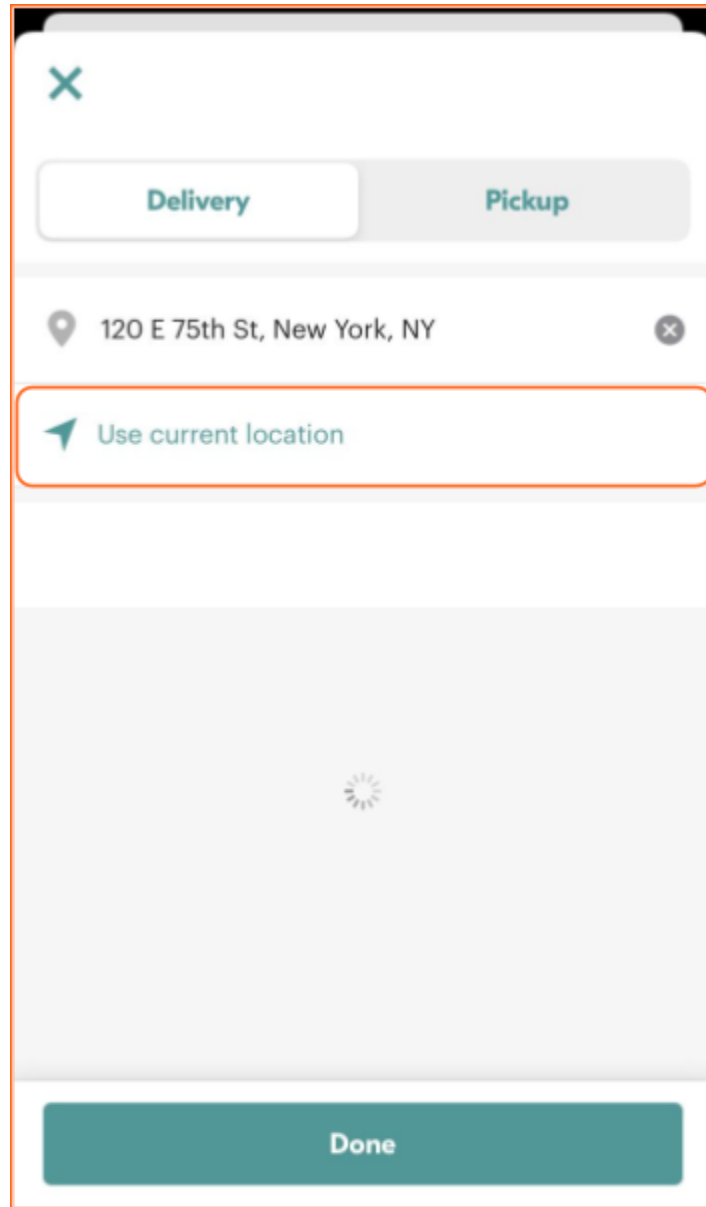 Delivery
Pickup
120 E 75th St, New York, NY
Use current location
Done